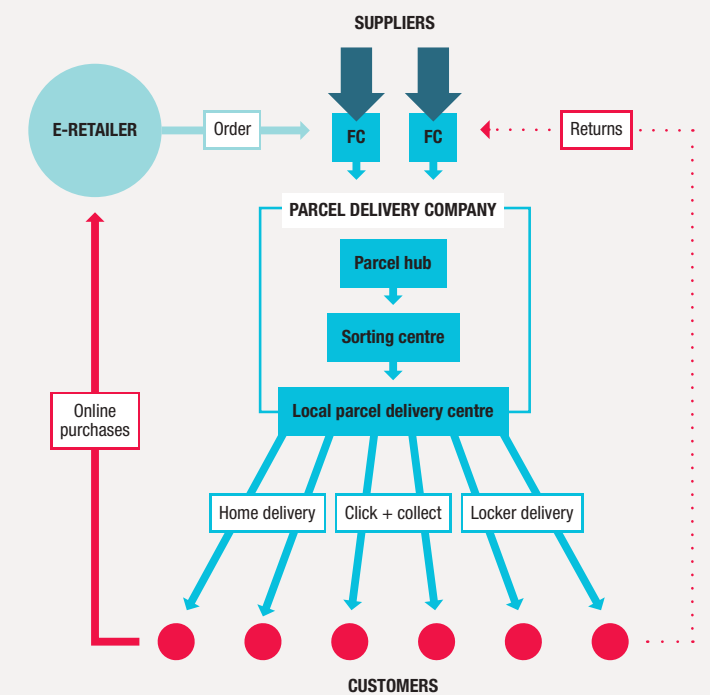 SUPPLIERS
E-RETAILER
Order
FC
FC
Returns
PARCEL DELIVERY COMPANY
Parcel hub
Sorting centre
Local parcel delivery centre
Online
purchases
Home delivery
Click + collect
Locker delivery
CUSTOMERS